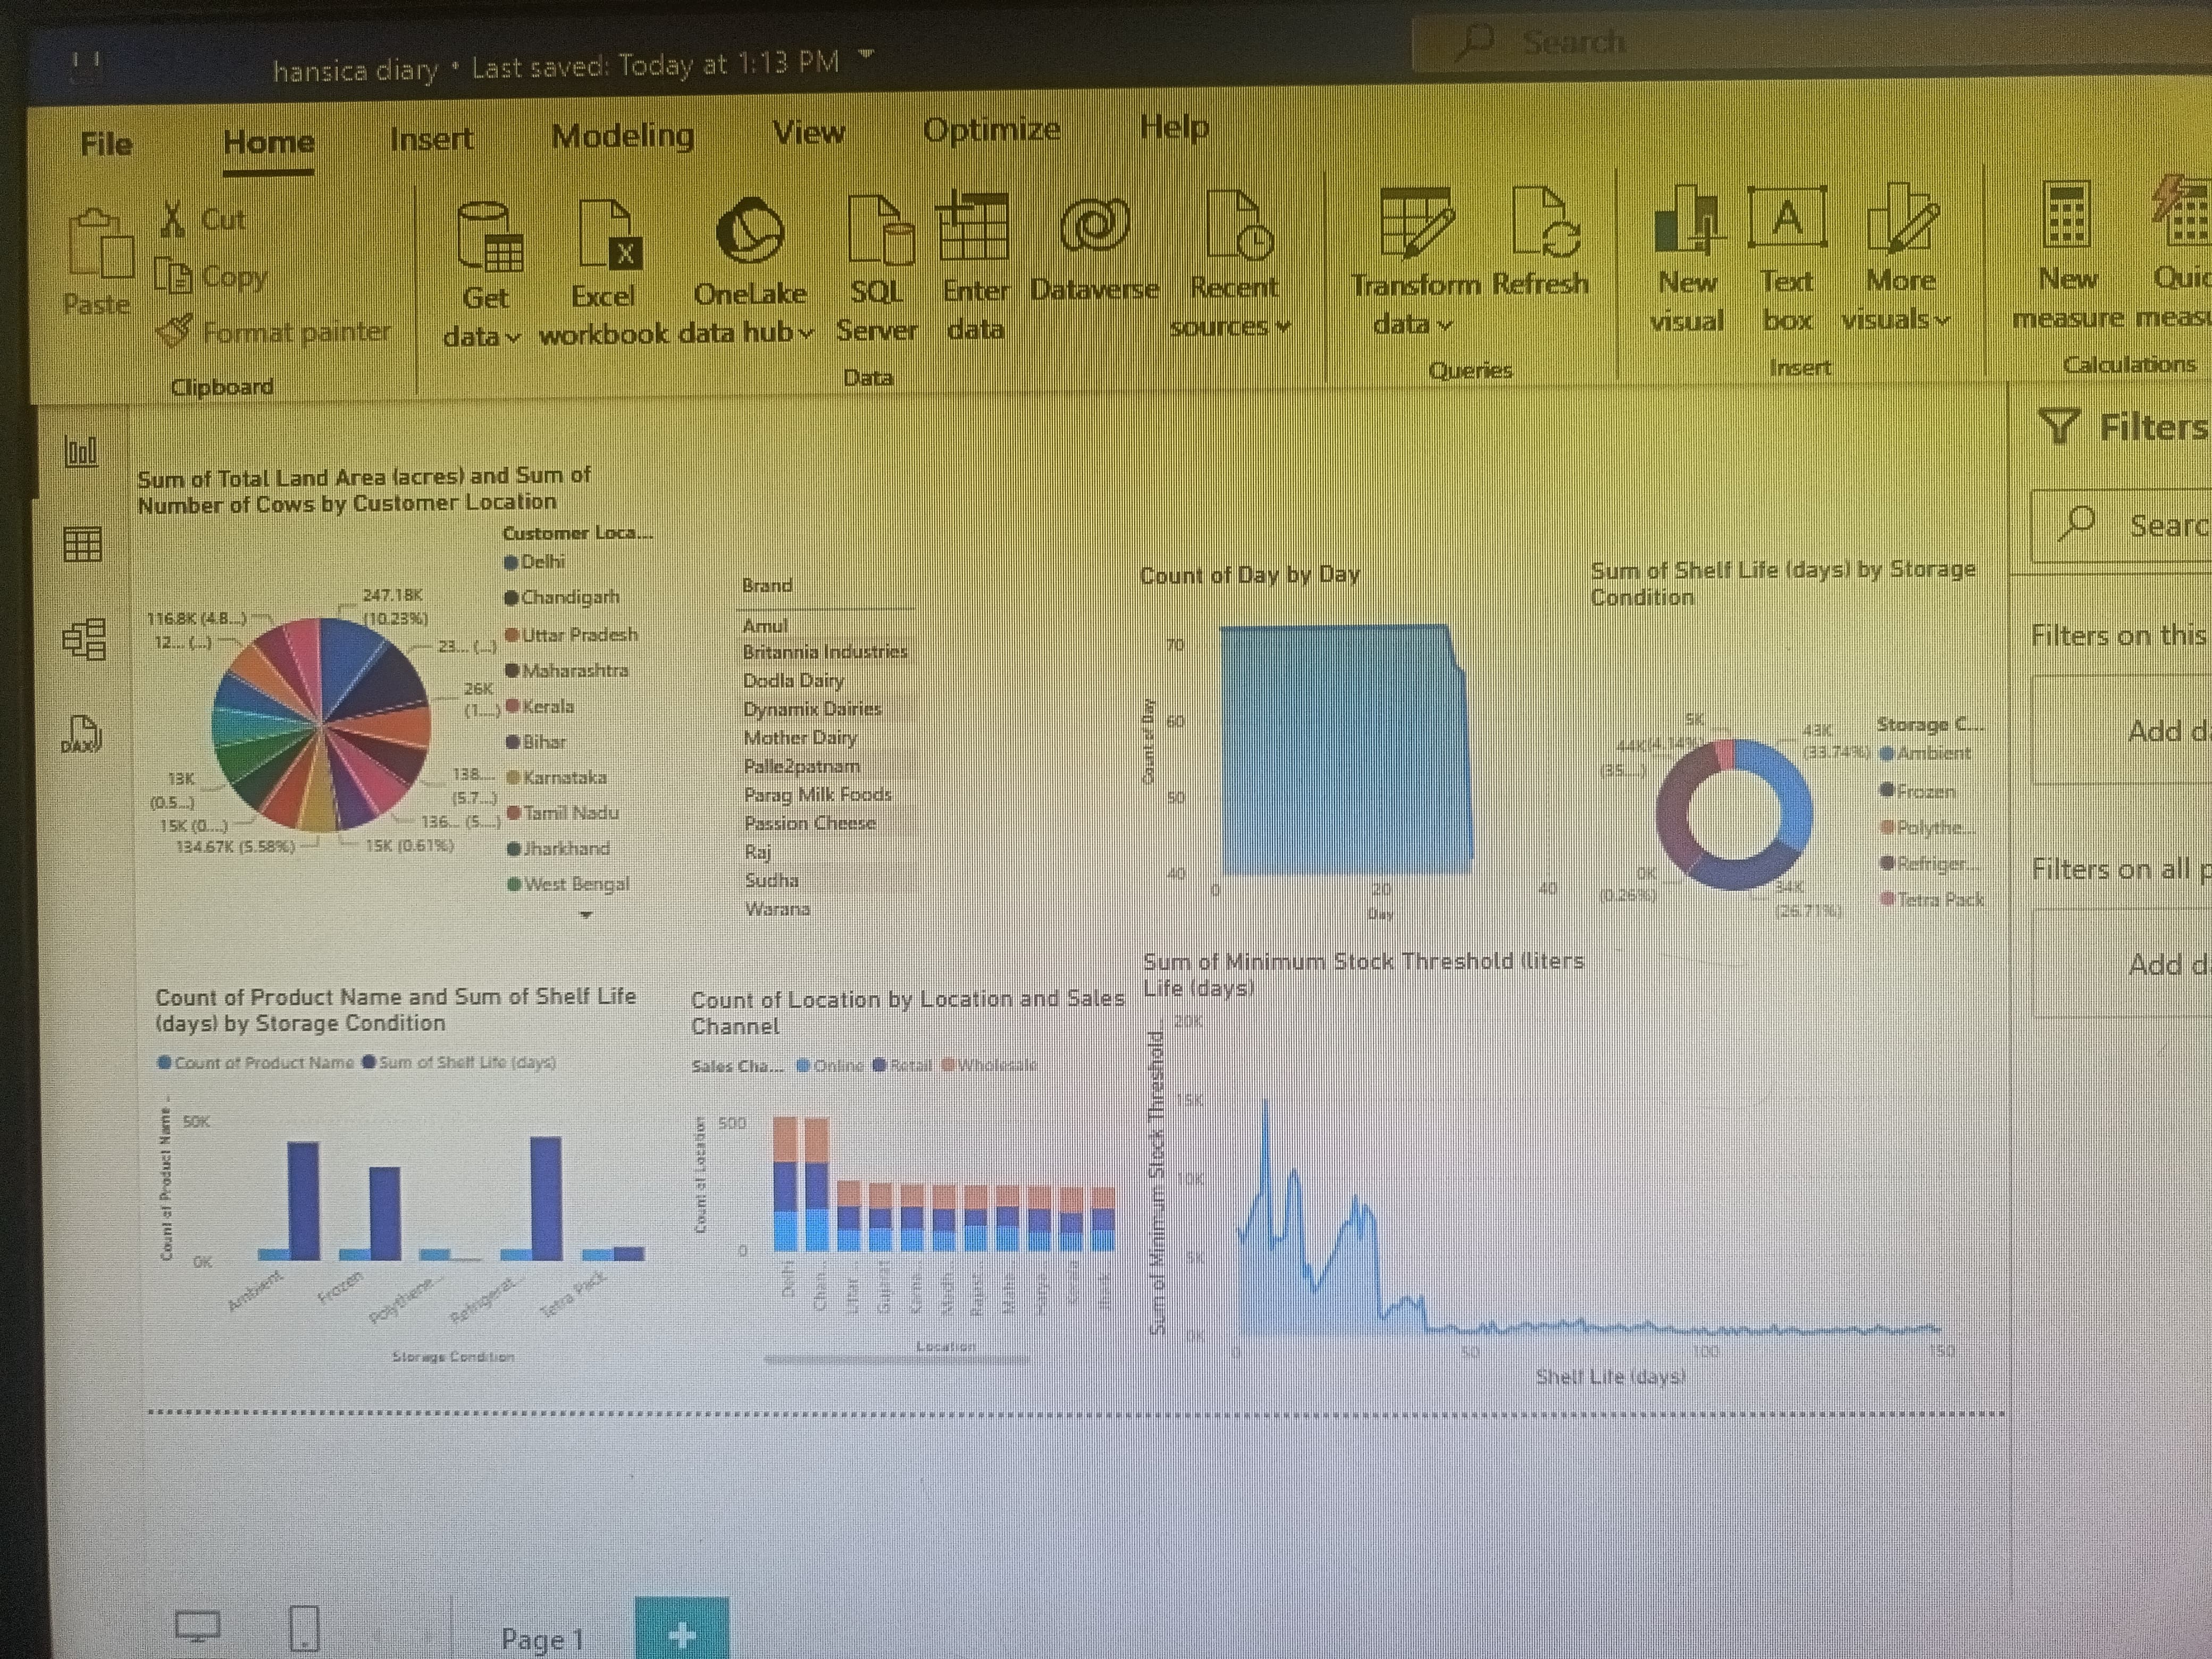 hansica diary • Last saved: Today at 1:13 PM
Search
File Home Insert Modeling View Optimize Help
Paste
Cut
Copy
Format painter
Clipboard
Get data
Excel workbook
OneLake data hub
SQL Server
Enter data
Dataverse
Recent sources
Data
Transform data
Refresh
Queries
New visual
Text box
More visuals
Insert
New measure
Quic
meas
Calculations
Sum of Total Land Area (acres) and Sum of
Number of Cows by Customer Location
Customer Loca...
Delhi
Chandigarh
Uttar Pradesh
Maharashtra
Kerala
Bihar
Karnataka
Tamil Nadu
Jharkhand
West Bengal
247.18K
(10.23%)
23... (...)
26K
(1....)
138....
(5.7...)
136... (5....)
15K (0.61%)
134.67K (5.58%)
15K (0....)
13K
(0.5...)
12... (...)
116.8K (4.8...)
Brand
Amul
Britannia Industries
Dodla Dairy
Dynamix Dairies
Mother Dairy
Palle2patnam
Parag Milk Foods
Passion Cheese
Raj
Sudha
Warana
Count of Day by Day
Count of Day
70
60
50
40
0 20 40
Day
Sum of Shelf Life (days) by Storage
Condition
5K
(4.14%)
44K
(35....)
43K
(33.74%)
0K
(0.26%)
34K
(26.71%)
Storage C...
Ambient
Frozen
Polythe...
Refriger...
Tetra Pack
Filters
Searc
Filters on this
Add d
Filters on all p
Add d
Count of Product Name and Sum of Shelf Life
(days) by Storage Condition
Count of Product Name Sum of Shelf Life (days)
Count of Product Name ...
50K
0K
Ambient
Frozen
Polythene...
Refrigerat...
Tetra Pack
Storage Condition
Count of Location by Location and Sales
Channel
Sales Cha... Online Retail Wholesale
Count of Location
500
0
Delhi
Chan...
Uttar ...
Gujarat
Karna...
Madh...
Rajast...
Maha...
Harya...
Kerala
Jhark...
Location
Sum of Minimum Stock Threshold (liters
Life (days)
Sum of Minimum Stock Threshold...
20K
15K
10K
5K
0K
0 50 100 150
Shelf Life (days)
Page 1